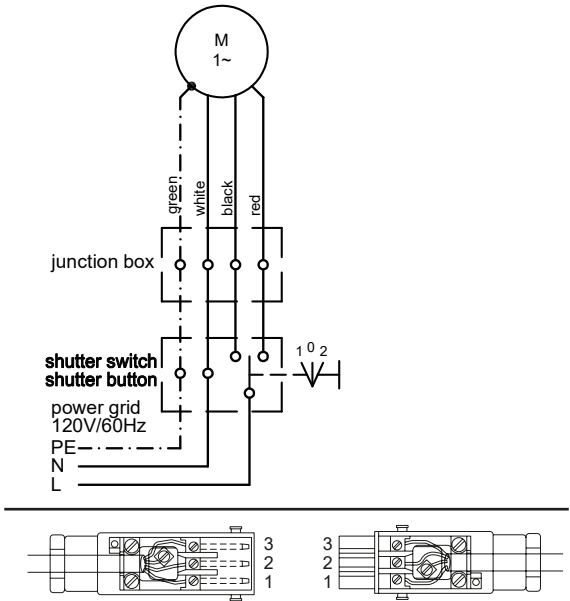 M
1~
green
white
black
red
junction box
1 0 2
shutter switch
shutter button
power grid
120V/60Hz
PE
N
L
3
2
1
3
2
1